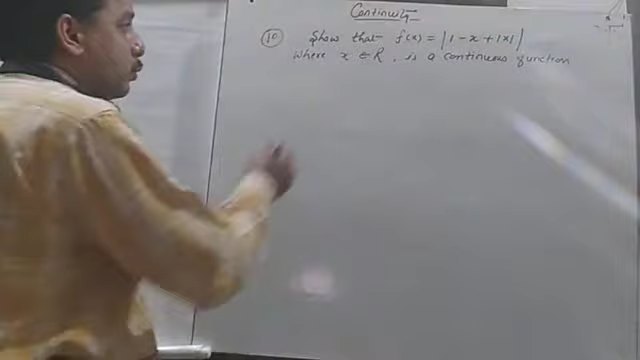 Continuity
10 Show that f(x) = |1 - x + |x||
where x ∈ R, is a continuous function